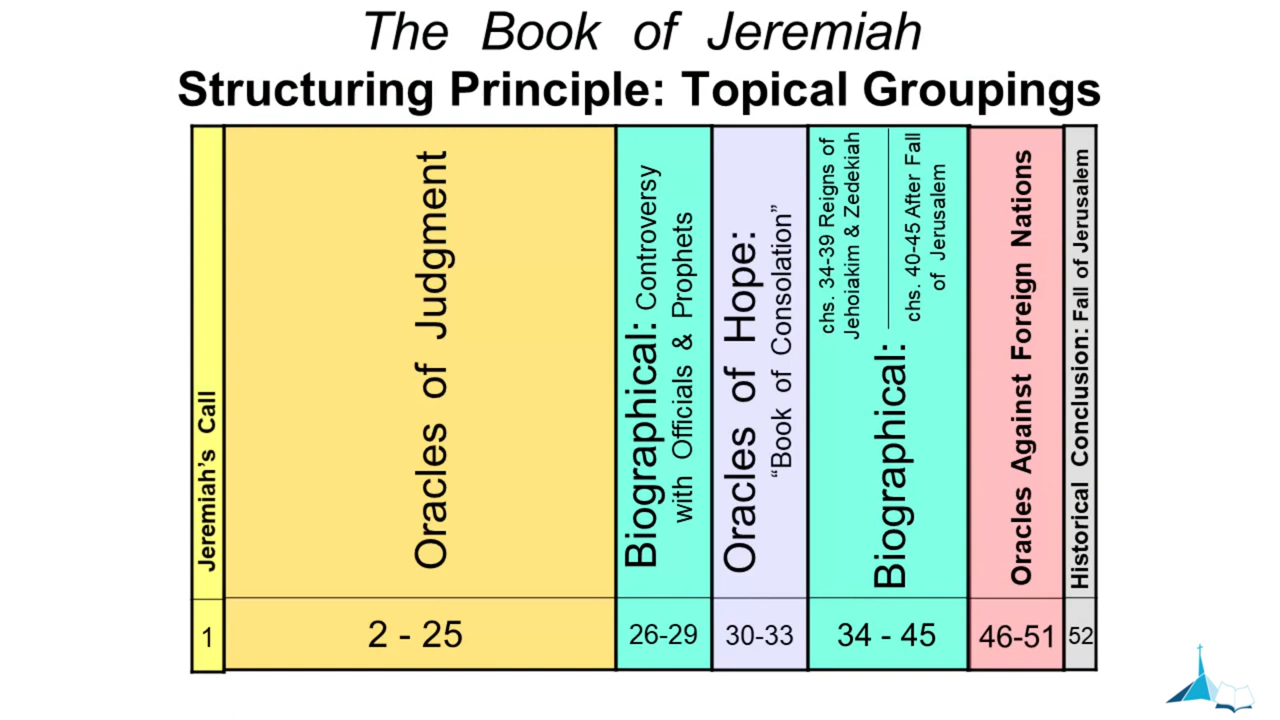 The Book of Jeremiah
Structuring Principle: Topical Groupings
Jeremiah's Call
1
Oracles of Judgment
2 - 25
Biographical: Controversy
with Officials & Prophets
26-29
Oracles of Hope:
“Book of Consolation”
30-33
chs. 34-39 Reigns of
Jehoiakim & Zedekiah
Biographical:
chs. 40-45 After Fall
of Jerusalem
34 - 45
Oracles Against Foreign Nations
46-51
Historical Conclusion: Fall of Jerusalem
52